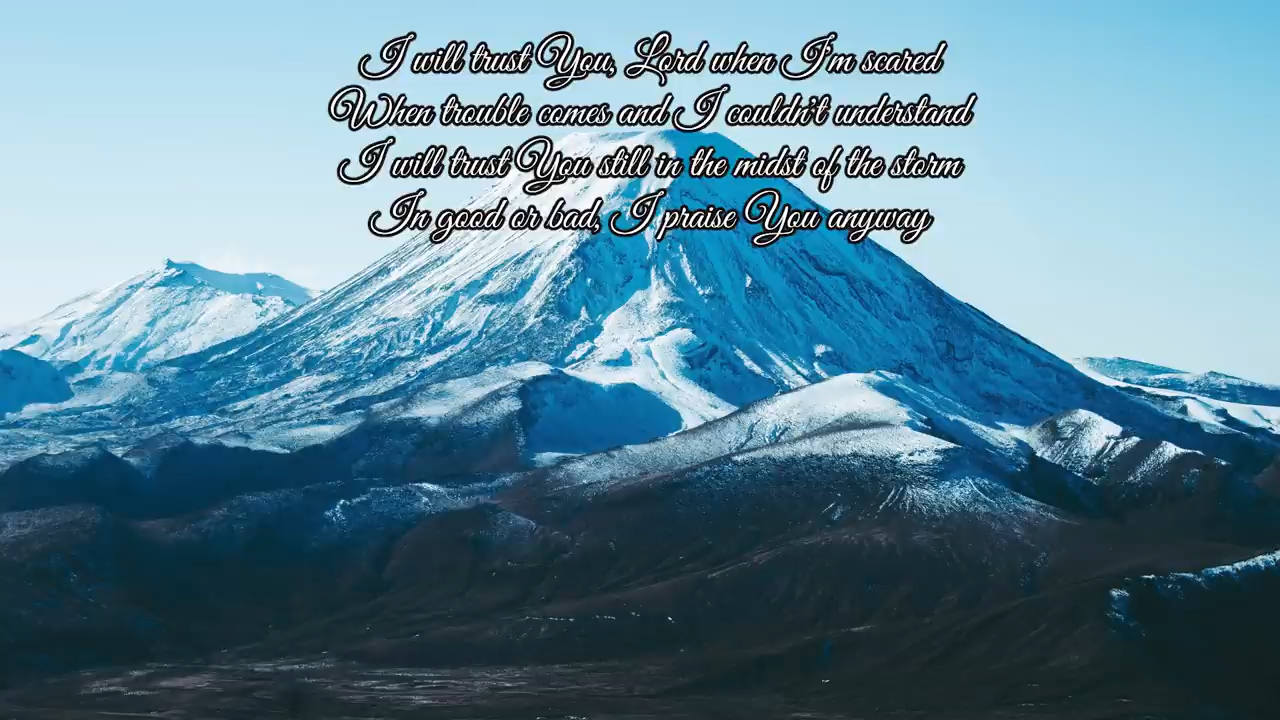 I will trust You, Lord when I'm scared
When trouble comes and I couldn't understand
I will trust You still in the midst of the storm
In good or bad, I praise You anyway